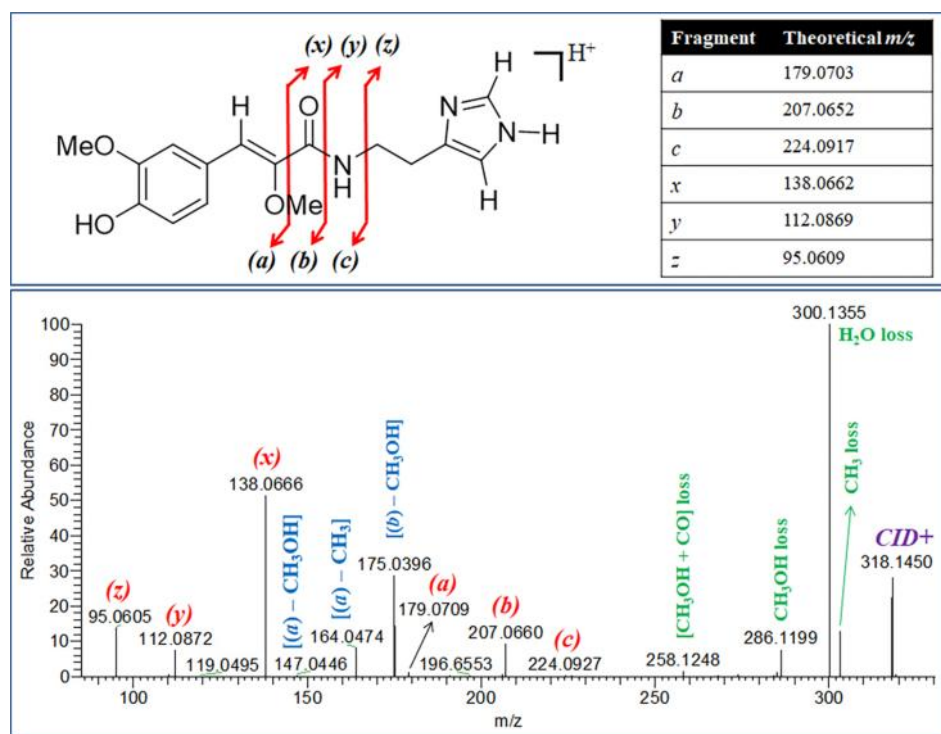 (x) (y) (z)
H⁺
H
O
H
N
N
H
MeO
N
H
OMe
H
HO
(a) (b) (c)
Fragment Theoretical m/z
a 179.0703
b 207.0652
c 224.0917
x 138.0662
y 112.0869
z 95.0609
Relative Abundance
100
90
80
70
60
50
40
30
20
10
0
(z)
95.0605
(y)
112.0872
119.0495
(x)
138.0666
[(a) – CH₃OH]
147.0446
[(a) – CH₃]
164.0474
[(b) – CH₃OH]
175.0396
(a)
179.0709
196.6553
(b)
207.0660
(c)
224.0927
[CH₃OH + CO] loss
258.1248
CH₃OH loss
286.1199
300.1355
H₂O loss
CH₃ loss
CID+
318.1450
100 150 200 250 300
m/z